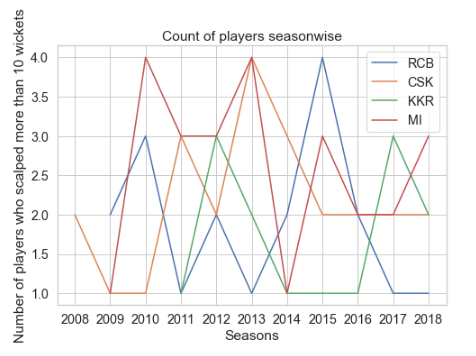 Count of players seasonwise
Number of players who scalped more than 10 wickets
4.0
3.5
3.0
2.5
2.0
1.5
1.0
RCB
CSK
KKR
MI
2008 2009 2010 2011 2012 2013 2014 2015 2016 2017 2018
Seasons